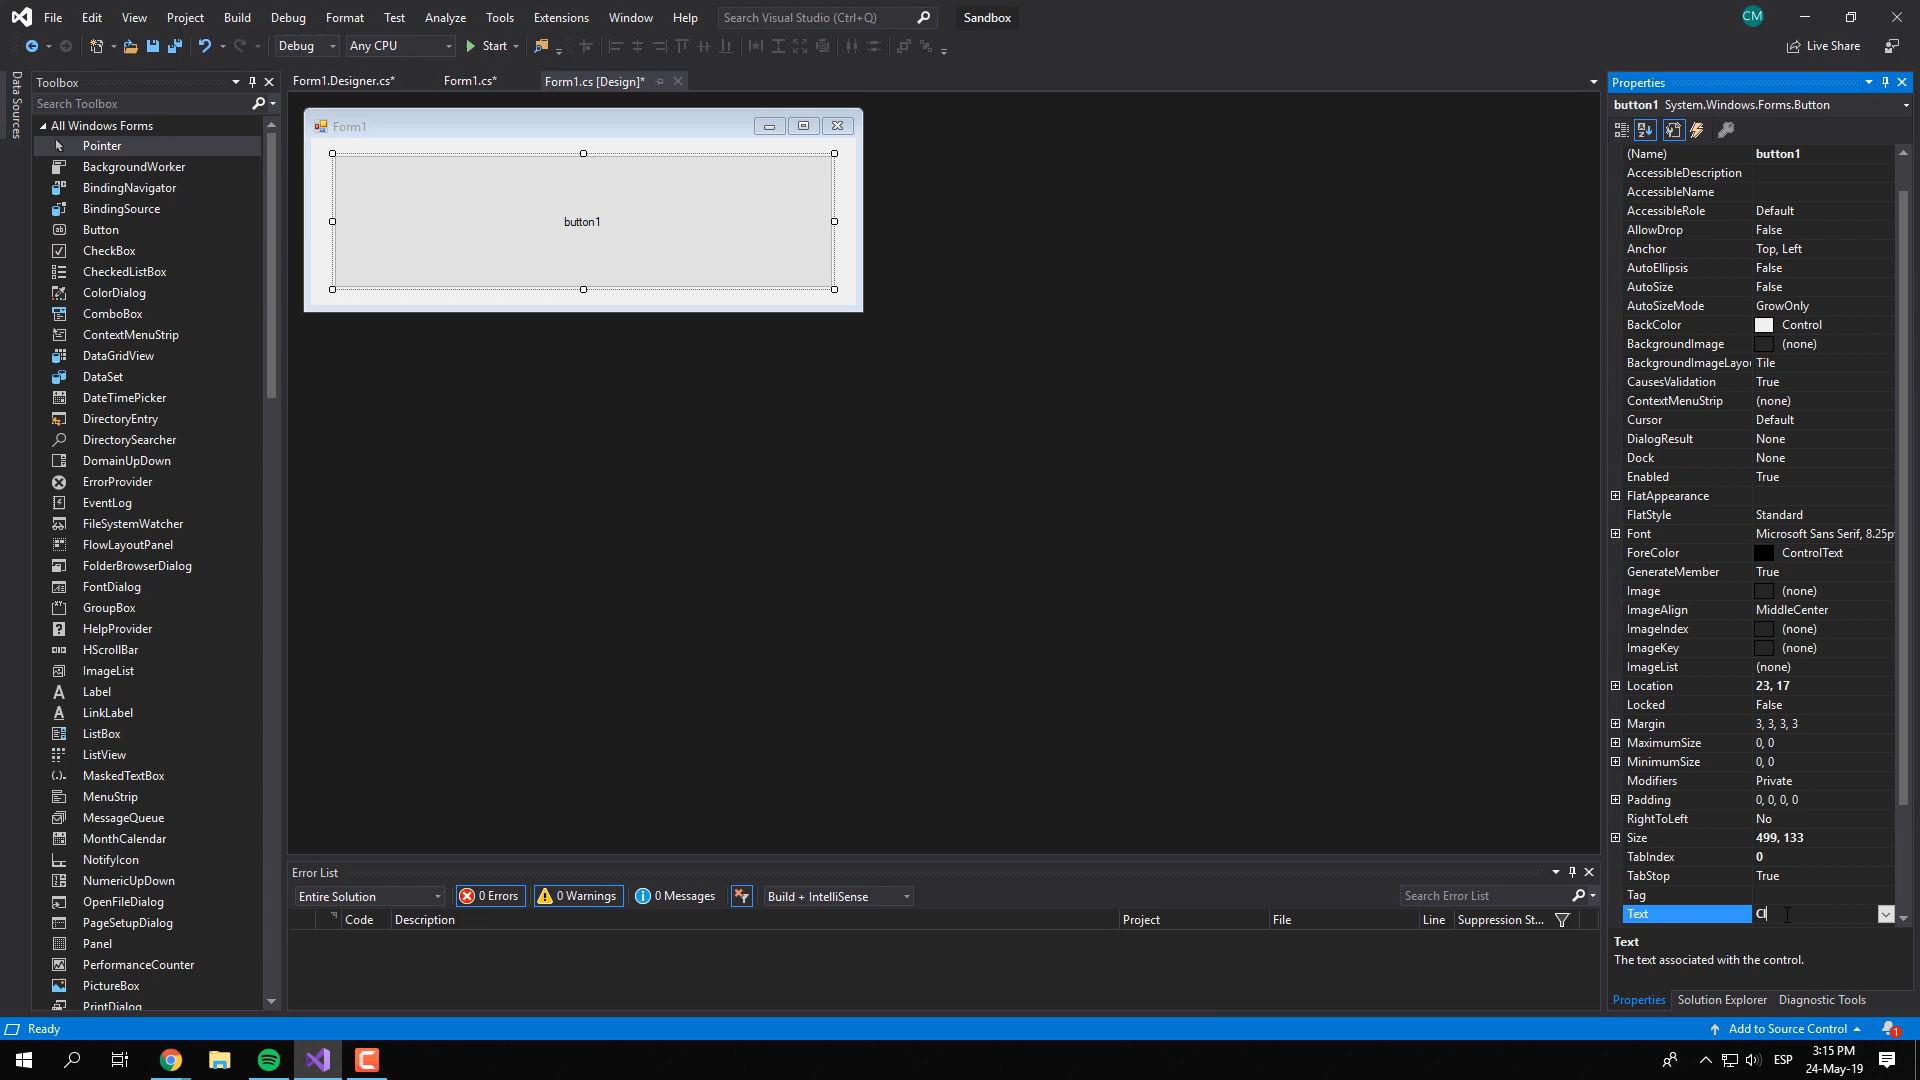 File Edit View Project Build Debug Format Test Analyze Tools Extensions Window Help Search Visual Studio (Ctrl+Q) Sandbox CM
Debug Any CPU Start Live Share
Data Sources
Toolbox
Search Toolbox
All Windows Forms
Pointer
BackgroundWorker
BindingNavigator
BindingSource
Button
CheckBox
CheckedListBox
ColorDialog
ComboBox
ContextMenuStrip
DataGridView
DataSet
DateTimePicker
DirectoryEntry
DirectorySearcher
DomainUpDown
ErrorProvider
EventLog
FileSystemWatcher
FlowLayoutPanel
FolderBrowserDialog
FontDialog
GroupBox
HelpProvider
HScrollBar
ImageList
Label
LinkLabel
ListBox
ListView
MaskedTextBox
MenuStrip
MessageQueue
MonthCalendar
NotifyIcon
NumericUpDown
OpenFileDialog
PageSetupDialog
Panel
PerformanceCounter
PictureBox
PrintDialog
Form1.Designer.cs* Form1.cs* Form1.cs [Design]*
Form1
button1
Error List
Entire Solution 0 Errors 0 Warnings 0 Messages Build + IntelliSense Search Error List
Code Description Project File Line Suppression St...
Properties
button1 System.Windows.Forms.Button
(Name) button1
AccessibleDescription
AccessibleName
AccessibleRole Default
AllowDrop False
Anchor Top, Left
AutoEllipsis False
AutoSize False
AutoSizeMode GrowOnly
BackColor Control
BackgroundImage (none)
BackgroundImageLayou Tile
CausesValidation True
ContextMenuStrip (none)
Cursor Default
DialogResult None
Dock None
Enabled True
FlatAppearance
FlatStyle Standard
Font Microsoft Sans Serif, 8.25p
ForeColor ControlText
GenerateMember True
Image (none)
ImageAlign MiddleCenter
ImageIndex (none)
ImageKey (none)
ImageList (none)
Location 23, 17
Locked False
Margin 3, 3, 3, 3
MaximumSize 0, 0
MinimumSize 0, 0
Modifiers Private
Padding 0, 0, 0, 0
RightToLeft No
Size 499, 133
TabIndex 0
TabStop True
Tag
Text Cl
Text
The text associated with the control.
Properties Solution Explorer Diagnostic Tools
Ready Add to Source Control 1
ESP 3:15 PM
24-May-19